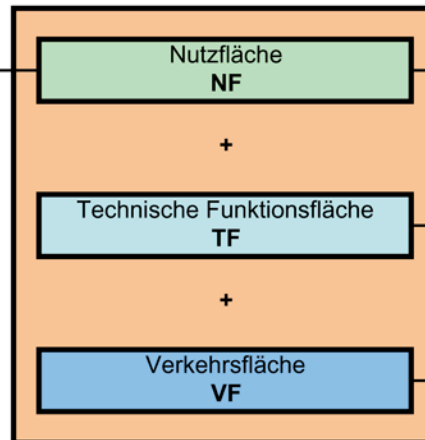 Nutzfläche
NF
+
Technische Funktionsfläche
TF
+
Verkehrsfläche
VF